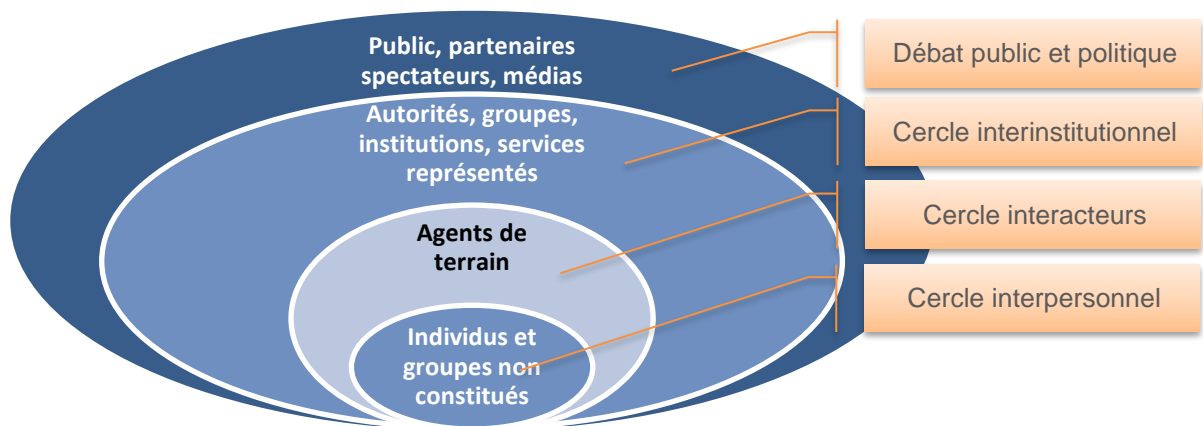 Public, partenaires
spectateurs, médias
Débat public et politique
Autorités, groupes,
institutions, services
représentés
Cercle interinstitutionnel
Agents de
terrain
Cercle interacteurs
Individus et
groupes non
constitués
Cercle interpersonnel